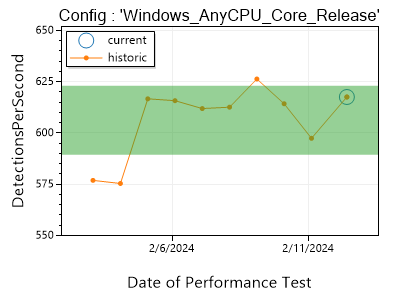 Config : 'Windows_AnyCPU_Core_Release'
current
historic
650
625
600
575
550
DetectionsPerSecond
2/6/2024
2/11/2024
Date of Performance Test